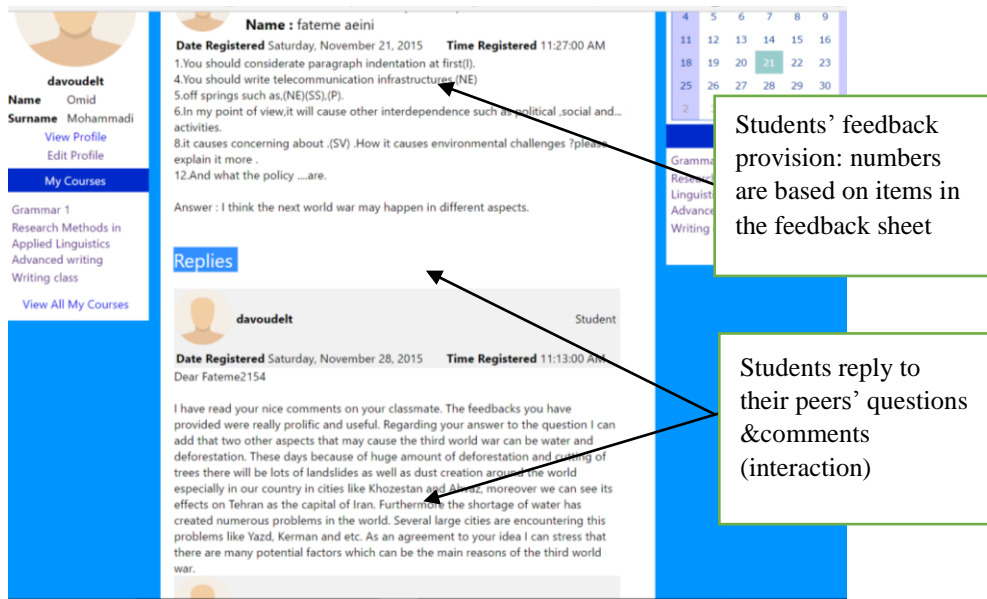 davoudelt
Name Omid
Surname Mohammadi
View Profile
Edit Profile
My Courses
Grammar 1
Research Methods in
Applied Linguistics
Advanced writing
Writing class
View All My Courses
Name : fateme aeini
Date Registered Saturday, November 21, 2015 Time Registered 11:27:00 AM
1.You should considerate paragraph indentation at first(I).
4.You should write telecommunication infrastructures,(NE)
5.off springs such as,(NE)(SS),(P).
6.In my point of view,it will cause other interdependence such as political ,social and...
activities.
8.it causes concerning about .(SV) .How it causes environmental challenges ?please
explain it more .
12.And what the policy ....are.
Answer : I think the next world war may happen in different aspects.
Replies
davoudelt Student
Date Registered Saturday, November 28, 2015 Time Registered 11:13:00 AM
Dear Fateme2154
I have read your nice comments on your classmate. The feedbacks you have
provided were really prolific and useful. Regarding your answer to the question I can
add that two other aspects that may cause the third world war can be water and
deforestation. These days because of huge amount of deforestation and cutting of
trees there will be lots of landslides as well as dust creation around the world
especially in our country in cities like Khozestan and Ahvaz, moreover we can see its
effects on Tehran as the capital of Iran. Furthermore the shortage of water has
created numerous problems in the world. Several large cities are encountering this
problems like Yazd, Kerman and etc. As an agreement to your idea I can stress that
there are many potential factors which can be the main reasons of the third world
war.
4 5 6 7 8 9
11 12 13 14 15 16
18 19 20 21 22 23
25 26 27 28 29 30
2
Writing
Students’ feedback
provision: numbers
are based on items in
the feedback sheet
Students reply to
their peers’ questions
&comments
(interaction)